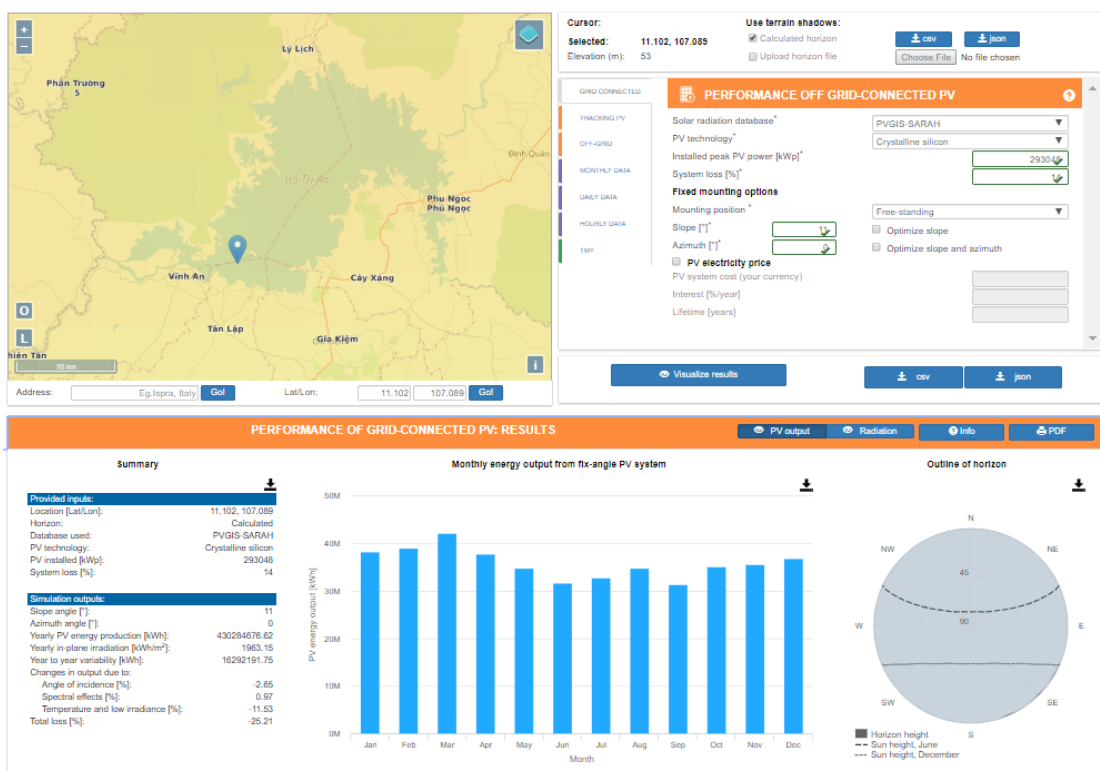 +
−
Lý Lịch
Phân Trường
5
Định Quán
Hồ Trị An
Phu Ngoc
Phú Ngọc
Vĩnh An
Cây Xăng
Tân Lập
Gia Kiệm
hiện Tân
O
L
10 km
i
Address:
Eg.Ispra, Italy
Go!
Lat/Lon:
11.102
107.089
Go!
Cursor:
Use terrain shadows:
Selected: 11.102, 107.089
Calculated horizon
csv
json
Elevation (m): 53
Upload horizon file
Choose File No file chosen
GRID CONNECTED
TRACKING PV
OFF-GRID
MONTHLY DATA
DAILY DATA
HOURLY DATA
TMY
PERFORMANCE OFF GRID-CONNECTED PV
?
Solar radiation database*
PVGIS-SARAH
PV technology*
Crystalline silicon
Installed peak PV power [kWp]*
293048
System loss [%]*
14
Fixed mounting options
Mounting position *
Free-standing
Slope [°]*
11
Optimize slope
Azimuth [°]*
0
Optimize slope and azimuth
PV electricity price
PV system cost (your currency)
Interest [%/year]
Lifetime [years]
Visualize results
csv
json
PERFORMANCE OF GRID-CONNECTED PV: RESULTS
PV output
Radiation
Info
PDF
Summary
Provided inputs:
Location [Lat/Lon]: 11.102, 107.089
Horizon: Calculated
Database used: PVGIS-SARAH
PV technology: Crystalline silicon
PV installed [kWp]: 293048
System loss [%]: 14
Simulation outputs:
Slope angle [°]: 11
Azimuth angle [°]: 0
Yearly PV energy production [kWh]: 430284676.62
Yearly in-plane irradiation [kWh/m²]: 1963.15
Year to year variability [kWh]: 16292191.75
Changes in output due to:
Angle of incidence [%]: -2.65
Spectral effects [%]: 0.97
Temperature and low irradiance [%]: -11.53
Total loss [%]: -25.21
Monthly energy output from fix-angle PV system
PV energy output [kWh]
50M
40M
30M
20M
10M
0M
Jan Feb Mar Apr May Jun Jul Aug Sep Oct Nov Dec
Month
Outline of horizon
N
NW
NE
45
W
90
E
SW
SE
S
Horizon height
Sun height, June
Sun height, December